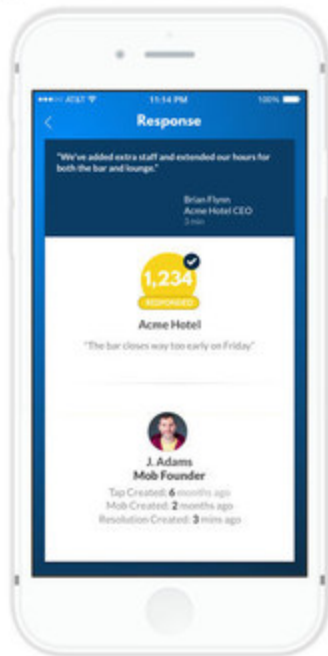 AT&T 11:14 PM 100%
Response
"We've added extra staff and extended our hours for
both the bar and lounge."
Brian Flynn
Acme Hotel CEO
3 min
1,234
RESPONDED
Acme Hotel
"The bar closes way too early on Friday"
J. Adams
Mob Founder
Tap Created: 6 months ago
Mob Created: 2 months ago
Resolution Created: 3 mins ago